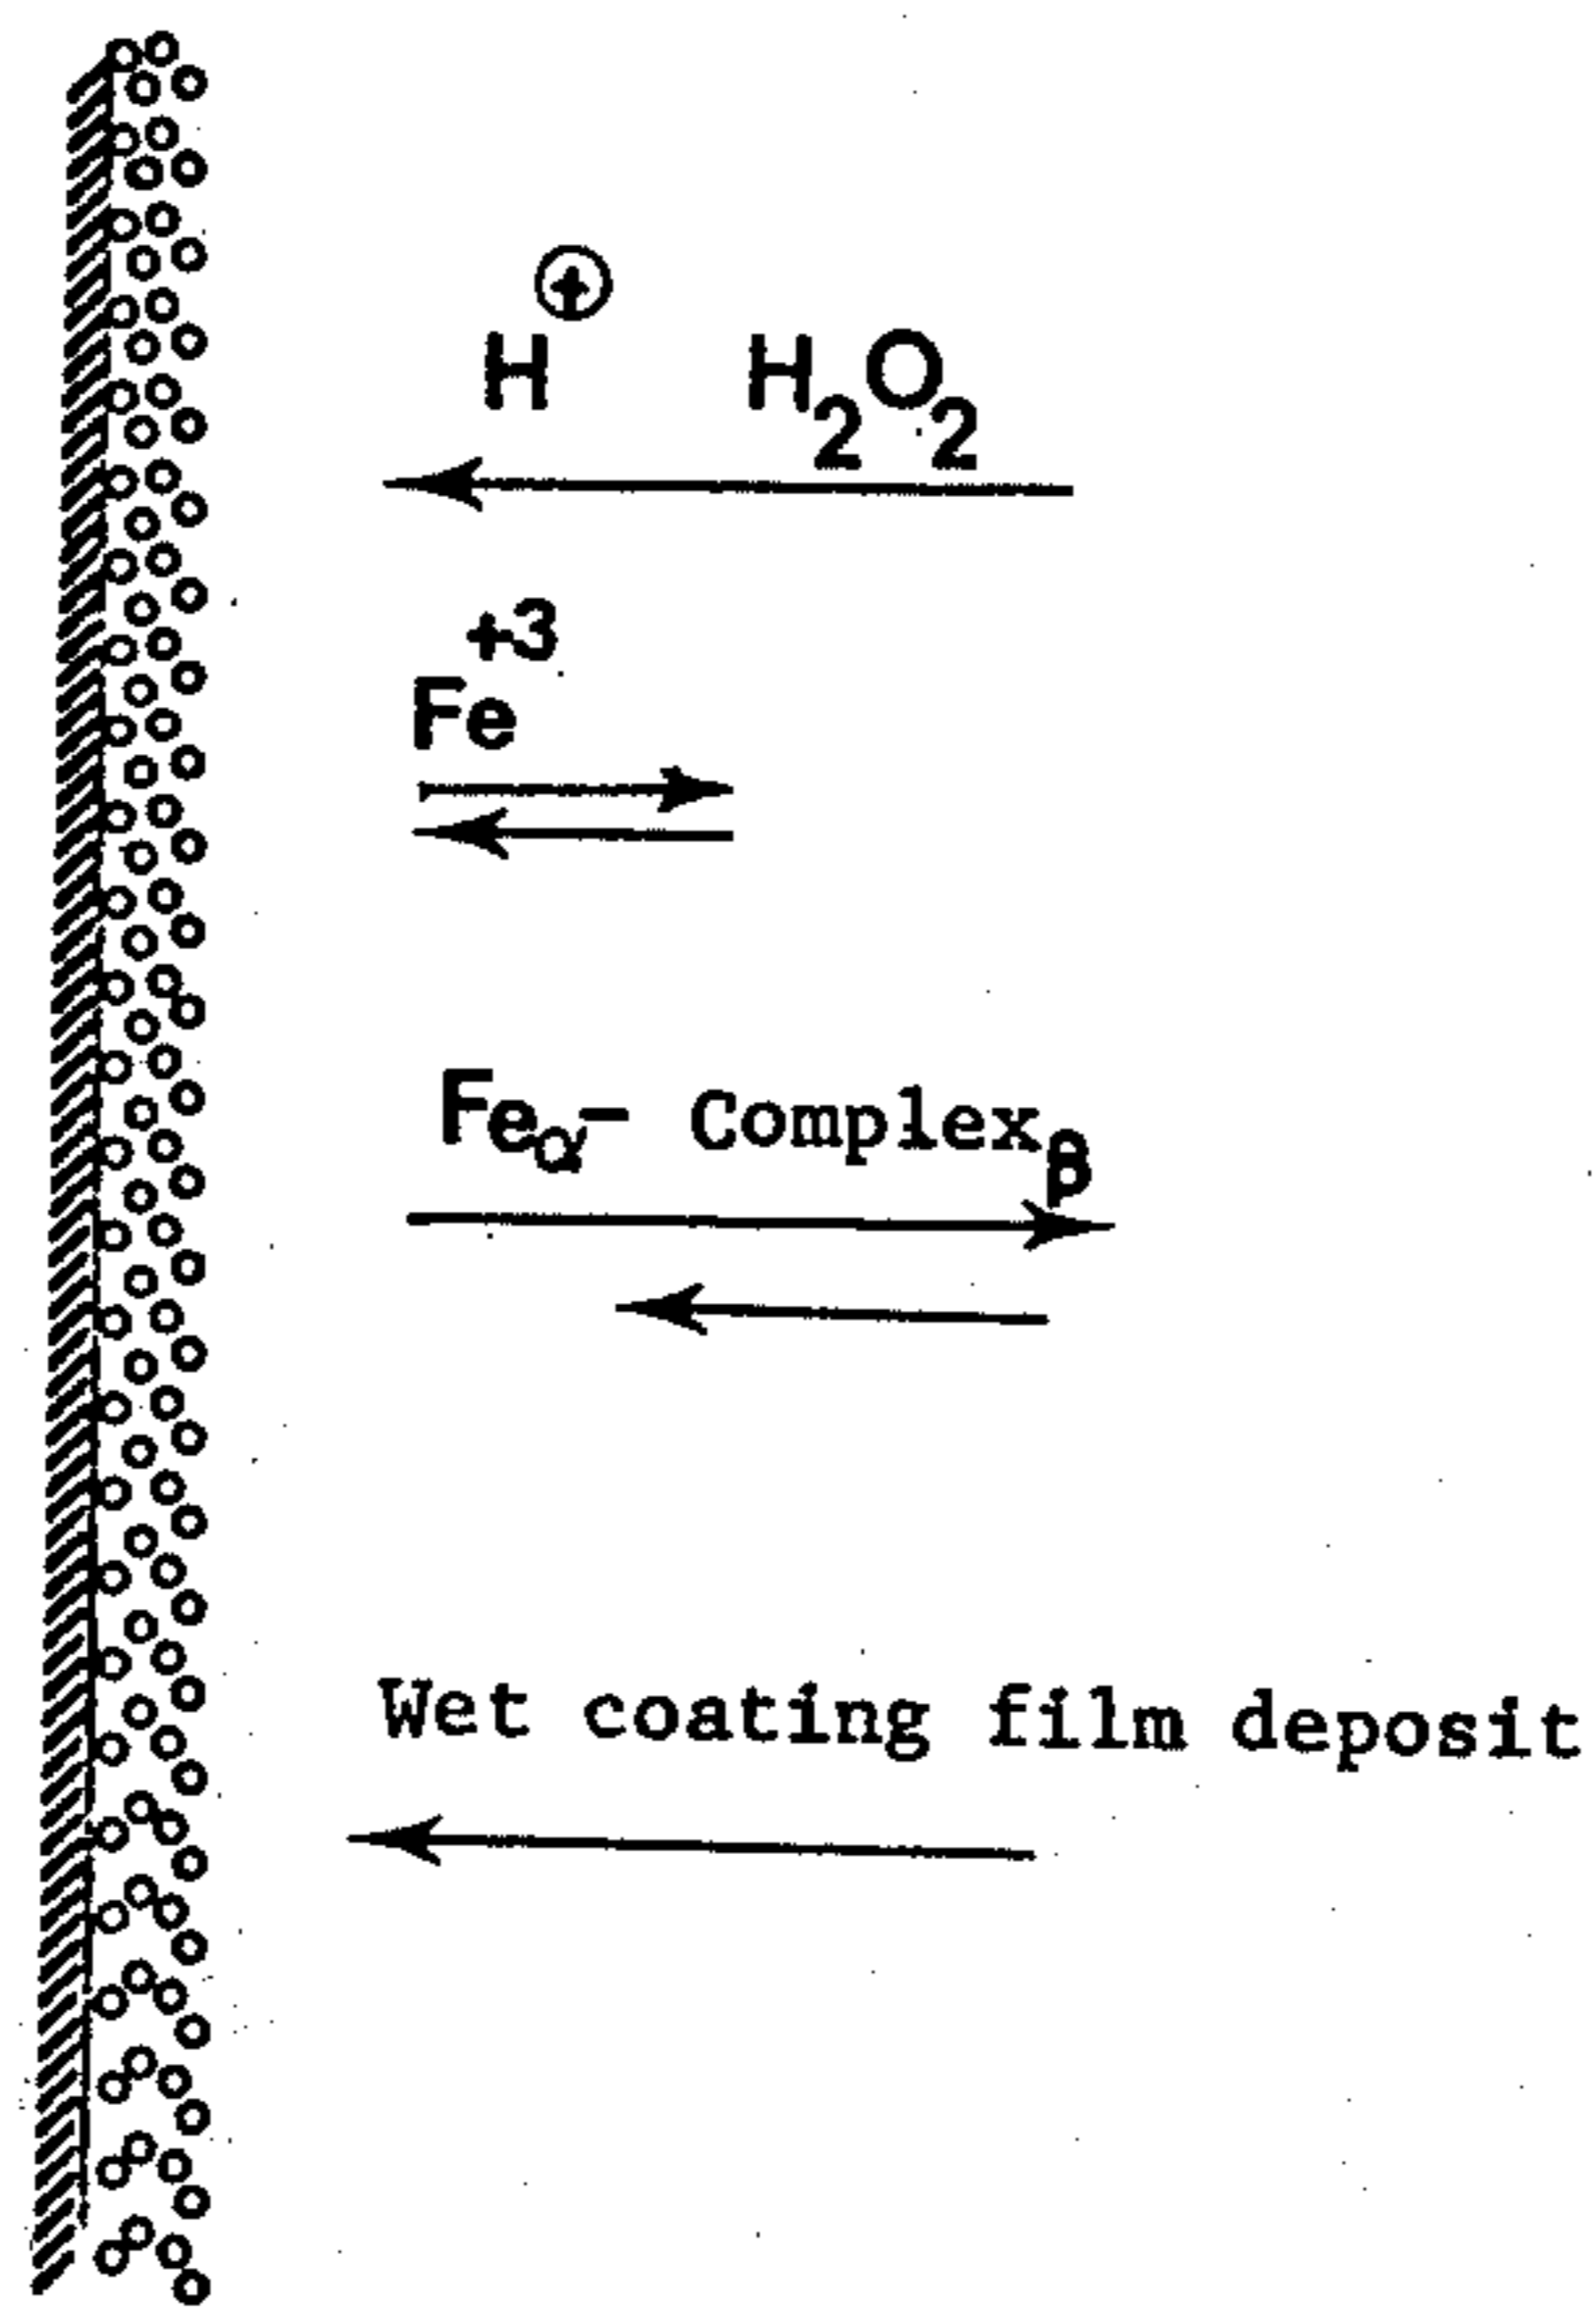 H⊕ H₂O₂
Fe⁺³
Feα- Complexβ
Wet coating film deposit